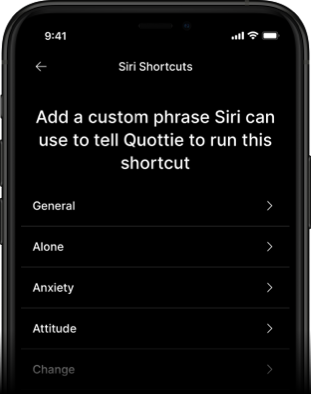 9:41
Siri Shortcuts
Add a custom phrase Siri can
use to tell Quottie to run this
shortcut
General
Alone
Anxiety
Attitude
Change